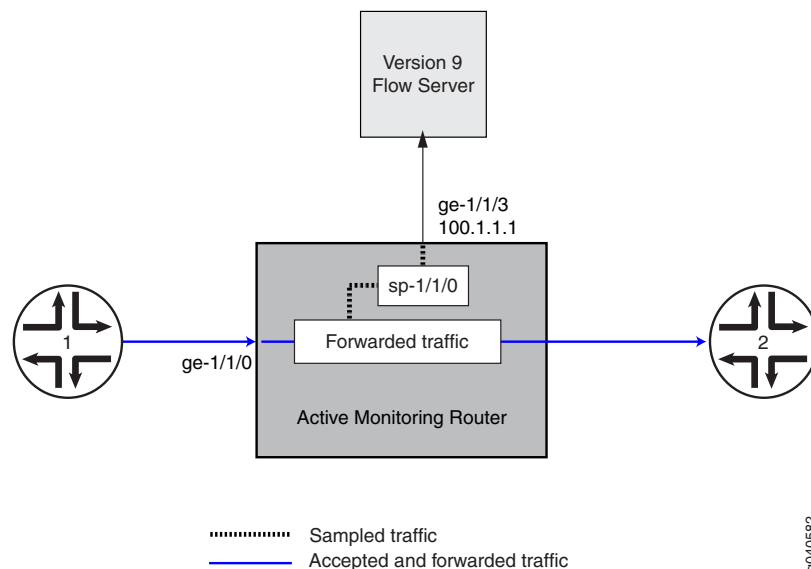 Version 9
Flow Server
ge-1/1/3
100.1.1.1
sp-1/1/0
1
Forwarded traffic
2
ge-1/1/0
Active Monitoring Router
Sampled traffic
Accepted and forwarded traffic
g040582